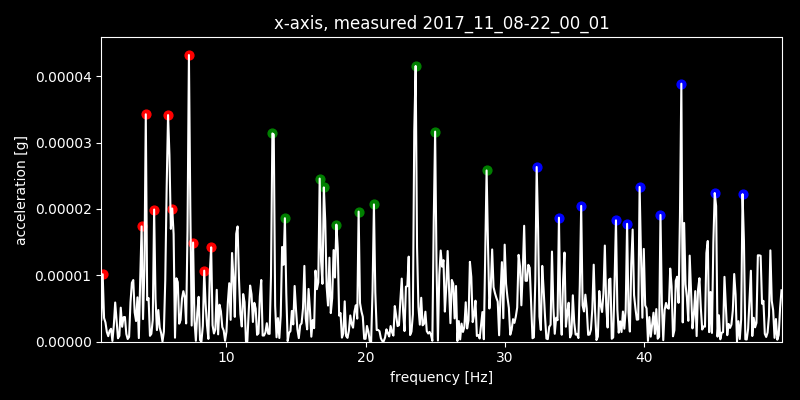 x-axis, measured 2017_11_08-22_00_01
0.00004
0.00003
0.00002
0.00001
0.00000
acceleration [g]
10 20 30 40
frequency [Hz]